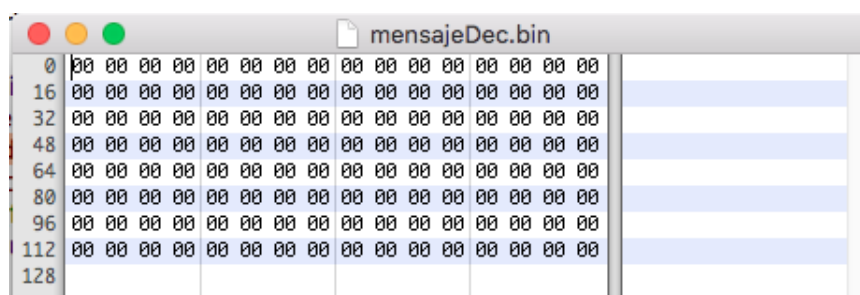 mensajeDec.bin
0 00 00 00 00 00 00 00 00 00 00 00 00 00 00 00 00
16 00 00 00 00 00 00 00 00 00 00 00 00 00 00 00 00
32 00 00 00 00 00 00 00 00 00 00 00 00 00 00 00 00
48 00 00 00 00 00 00 00 00 00 00 00 00 00 00 00 00
64 00 00 00 00 00 00 00 00 00 00 00 00 00 00 00 00
80 00 00 00 00 00 00 00 00 00 00 00 00 00 00 00 00
96 00 00 00 00 00 00 00 00 00 00 00 00 00 00 00 00
112 00 00 00 00 00 00 00 00 00 00 00 00 00 00 00 00
128